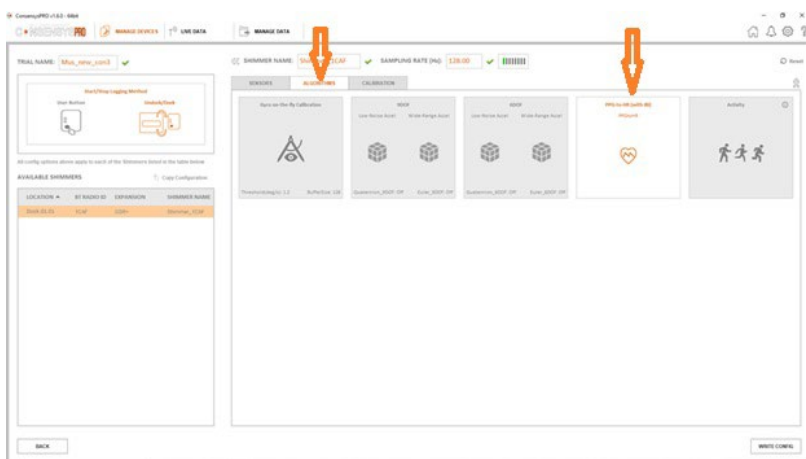 ConsensysPRO v1.6.0 - 64bit
CONSENSYSPRO
MANAGE DEVICES
LIVE DATA
MANAGE DATA
TRIAL NAME:
SHIMMER NAME:
SAMPLING RATE (Hz): 128.00
Reset
SENSORS
ALGORITHMS
CALIBRATION
Start/Stop Logging Method
User Button
Undock/Dock
Gyro on-the-fly Calibration
6DOF
9DOF
PPG-to-HR (with IBI)
Activity
Low Noise Accel Wide Range Accel
Low Noise Accel Wide Range Accel
All config options above apply to each of the Shimmers listed in the table below
AVAILABLE SHIMMERS
Copy Configuration
LOCATION
BT RADIO ID
EXPANSION
SHIMMER NAME
BACK
WRITE CONFIG